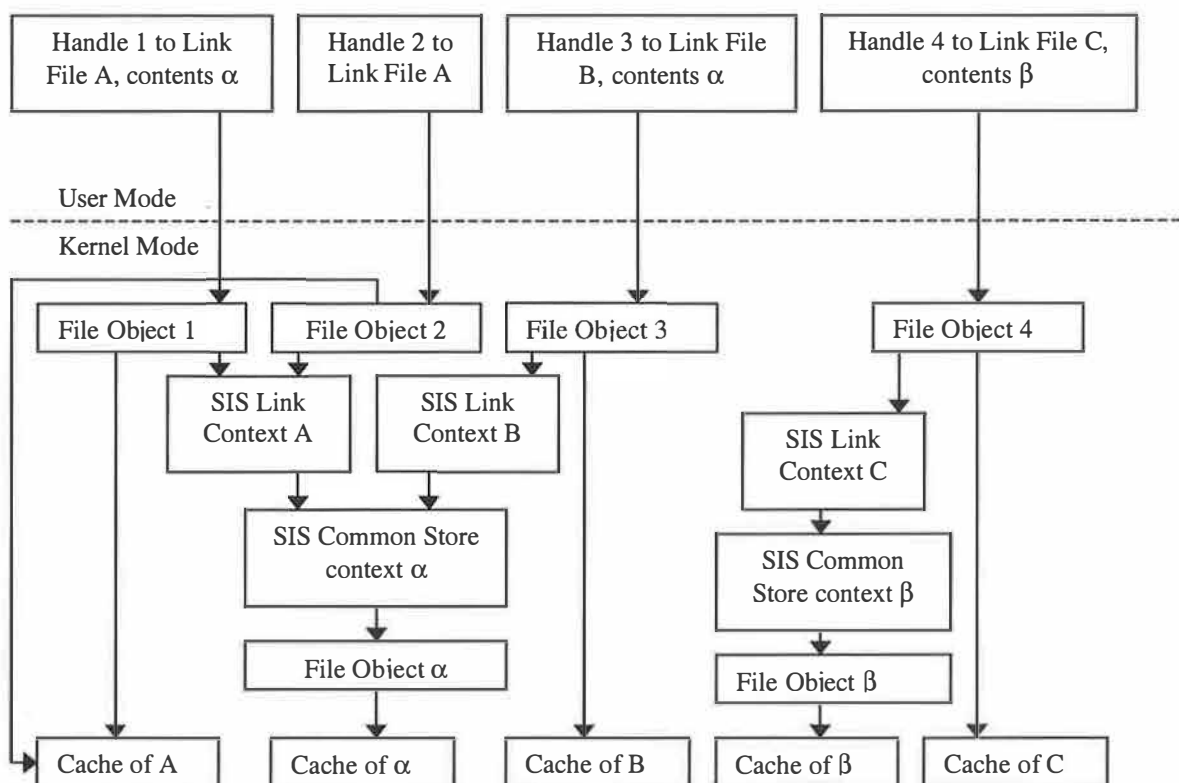 Handle 1 to Link
File A, contents α
Handle 2 to
Link File A
Handle 3 to Link File
B, contents α
Handle 4 to Link File C,
contents β
User Mode
Kernel Mode
File Object 1
File Object 2
File Object 3
File Object 4
SIS Link
Context A
SIS Link
Context B
SIS Link
Context C
SIS Common Store
context α
SIS Common
Store context β
File Object α
File Object β
Cache of A
Cache of α
Cache of B
Cache of β
Cache of C